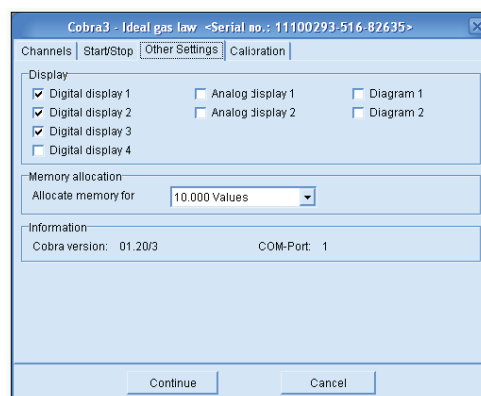 Cobra3 - Ideal gas law <Serial no.: 11100293-516-82635>
Channels Start/Stop Other Settings Calibration
Display
Digital display 1 Analog display 1 Diagram 1
Digital display 2 Analog display 2 Diagram 2
Digital display 3
Digital display 4
Memory allocation
Allocate memory for 10.000 Values
Information
Cobra version: 01.20/3 COM-Port: 1
Continue Cancel